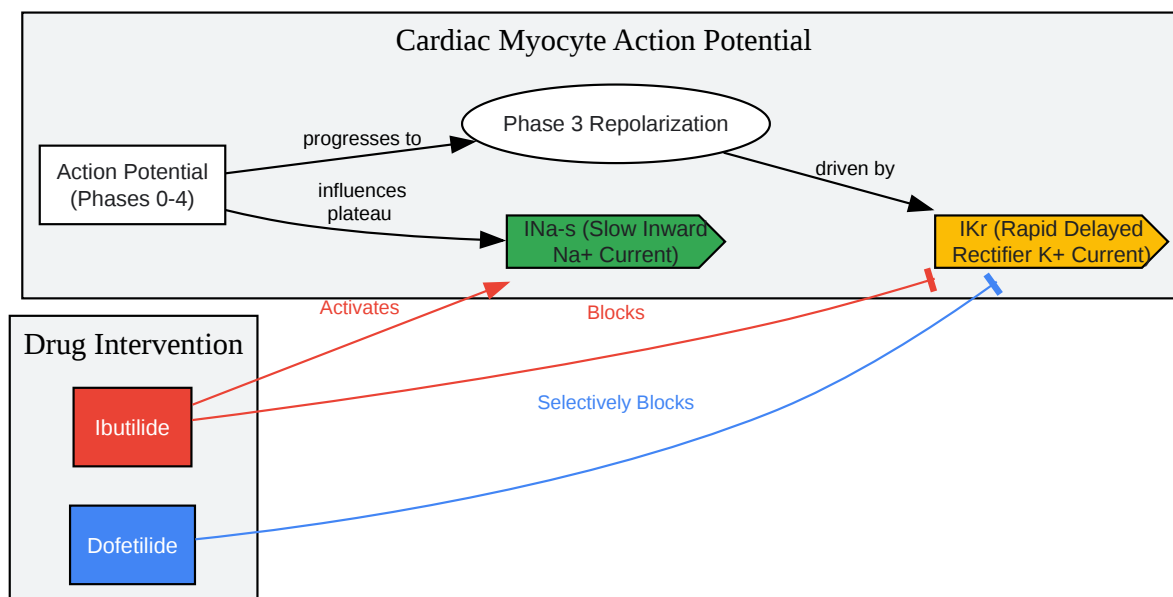 Cardiac Myocyte Action Potential
Phase 3 Repolarization
progresses to
Action Potential
(Phases 0-4)
driven by
influences
plateau
INa-s (Slow Inward
Na+ Current)
IKr (Rapid Delayed
Rectifier K+ Current)
Activates
Blocks
Drug Intervention
Ibutilide
Selectively Blocks
Dofetilide